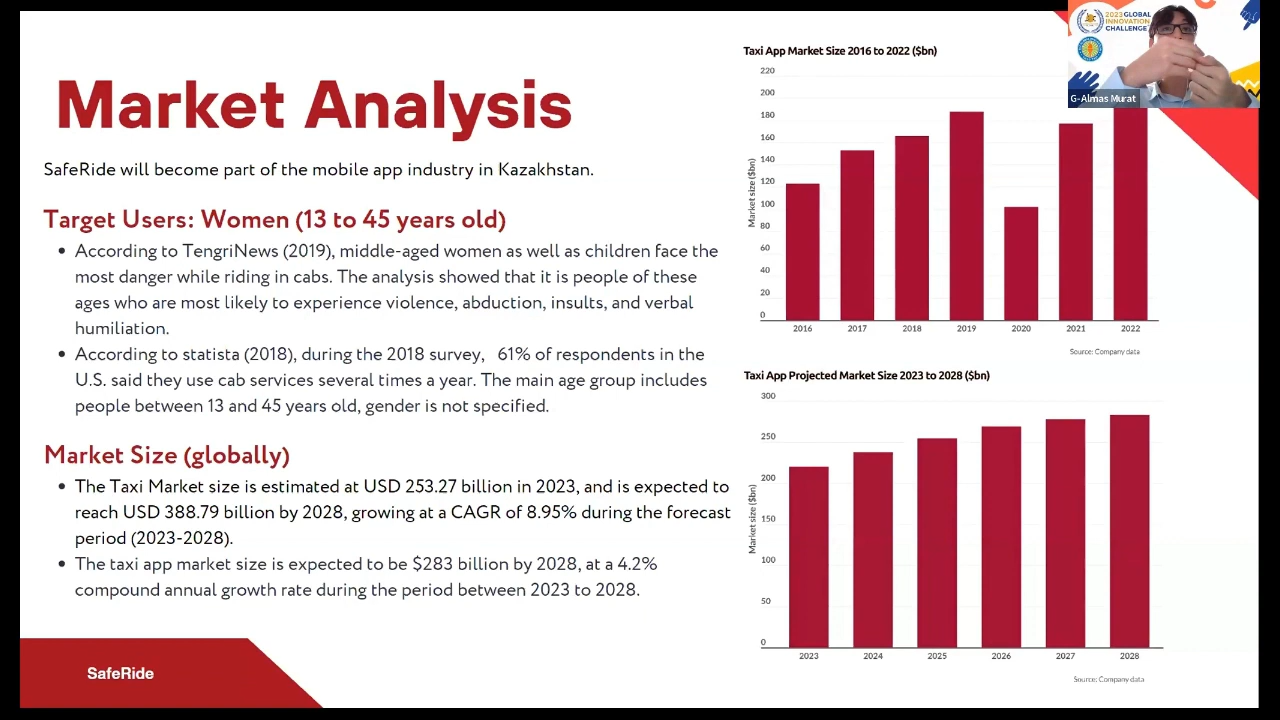 Market Analysis
SafeRide will become part of the mobile app industry in Kazakhstan.
Target Users: Women (13 to 45 years old)
• According to TengriNews (2019), middle-aged women as well as children face the
most danger while riding in cabs. The analysis showed that it is people of these
ages who are most likely to experience violence, abduction, insults, and verbal
humiliation.
• According to statista (2018), during the 2018 survey, 61% of respondents in the
U.S. said they use cab services several times a year. The main age group includes
people between 13 and 45 years old, gender is not specified.
Market Size (globally)
• The Taxi Market size is estimated at USD 253.27 billion in 2023, and is expected to
reach USD 388.79 billion by 2028, growing at a CAGR of 8.95% during the forecast
period (2023-2028).
• The taxi app market size is expected to be $283 billion by 2028, at a 4.2%
compound annual growth rate during the period between 2023 to 2028.
SafeRide
Taxi App Market Size 2016 to 2022 ($bn)
Market size ($bn)
220
200
180
160
140
120
100
80
60
40
20
0
2016 2017 2018 2019 2020 2021 2022
Source: Company data
Taxi App Projected Market Size 2023 to 2028 ($bn)
Market size ($bn)
300
250
200
150
100
50
0
2023 2024 2025 2026 2027 2028
Source: Company data
2023 GLOBAL
INNOVATION
CHALLENGE
G-Almas Murat